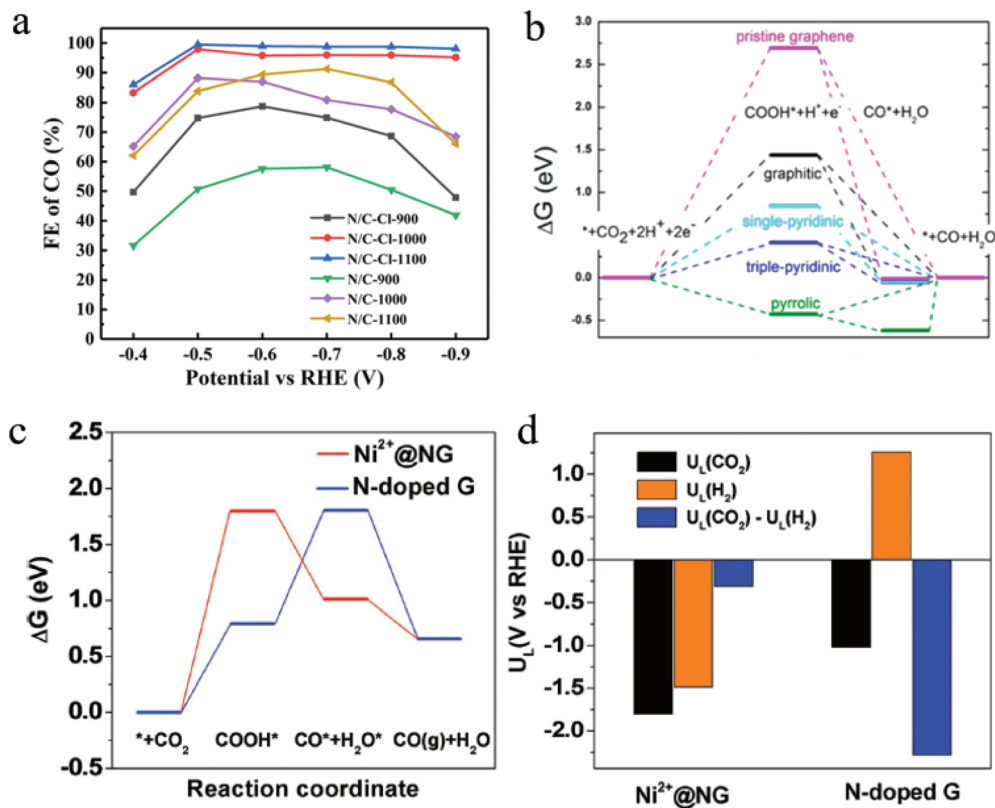 a
FE of CO (%)
100
90
80
70
60
50
40
30
20
10
0
N/C-Cl-900
N/C-Cl-1000
N/C-Cl-1100
N/C-900
N/C-1000
N/C-1100
-0.4 -0.5 -0.6 -0.7 -0.8 -0.9
Potential vs RHE (V)
b
ΔG (eV)
3.0
2.5
2.0
1.5
1.0
0.5
0.0
-0.5
pristine graphene
COOH*+H⁺+e⁻
CO*+H₂O
graphitic
*+CO₂+2H⁺+2e⁻
single-pyridinic
*+CO+H₂O
triple-pyridinic
pyrrolic
c
ΔG (eV)
2.5
2.0
1.5
1.0
0.5
0.0
-0.5
Ni²⁺@NG
N-doped G
*+CO₂ COOH* CO*+H₂O* CO(g)+H₂O
Reaction coordinate
d
U_L(V vs RHE)
1.0
0.5
0.0
-0.5
-1.0
-1.5
-2.0
U_L(CO₂)
U_L(H₂)
U_L(CO₂) - U_L(H₂)
Ni²⁺@NG N-doped G